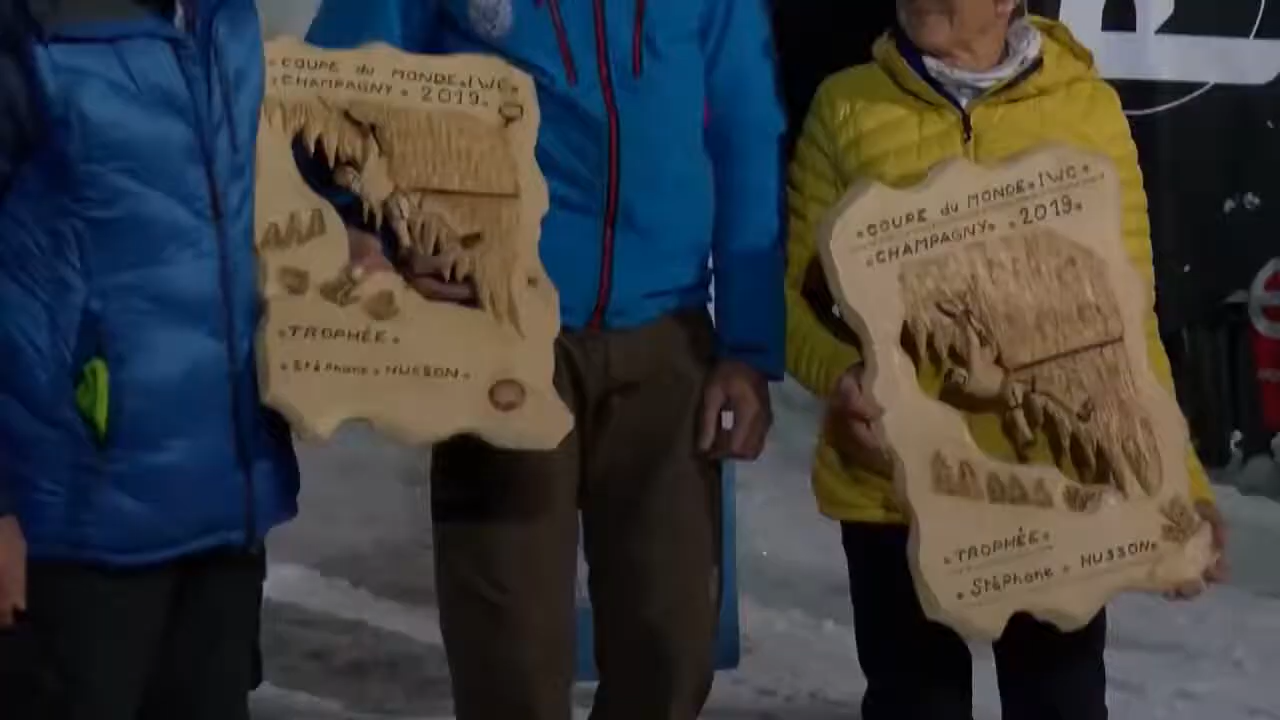 COUPE du MONDE IWC
CHAMPAGNY 2019
TROPHÉE
Stéphane HUSSON
COUPE du MONDE IWC
CHAMPAGNY 2019
TROPHÉE
Stéphane HUSSON